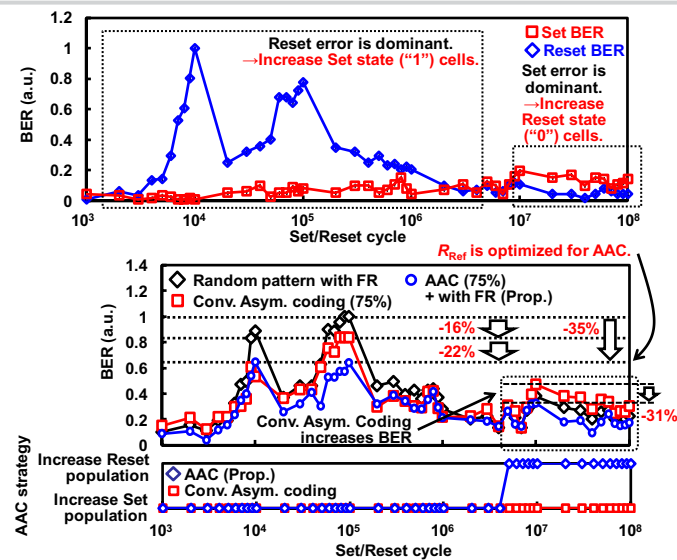 1.2
1
0.8
0.6
0.4
0.2
0
BER (a.u.)
Reset error is dominant.
→Increase Set state (“1”) cells.
Set BER
Reset BER
Set error is
dominant.
→Increase
Reset state
(“0”) cells.
10³ 10⁴ 10⁵ 10⁶ 10⁷ 10⁸
Set/Reset cycle
R_Ref is optimized for AAC.
1.4
1.2
1
0.8
0.6
0.4
0.2
0
BER (a.u.)
Random pattern with FR
Conv. Asym. coding (75%)
AAC (75%)
+ with FR (Prop.)
-16%
-22%
-35%
-31%
Conv. Asym. Coding
increases BER
AAC strategy
Increase Reset
population
Increase Set
population
AAC (Prop.)
Conv. Asym. coding
10³ 10⁴ 10⁵ 10⁶ 10⁷ 10⁸
Set/Reset cycle